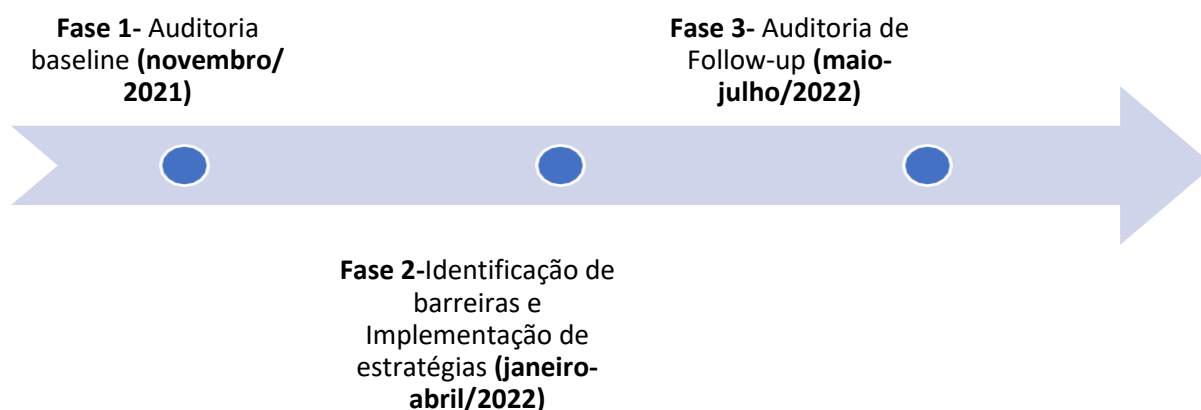 Fase 1- Auditoria
baseline (novembro/
2021)
Fase 2-Identificação de
barreiras e
Implementação de
estratégias (janeiro-
abril/2022)
Fase 3- Auditoria de
Follow-up (maio-
julho/2022)